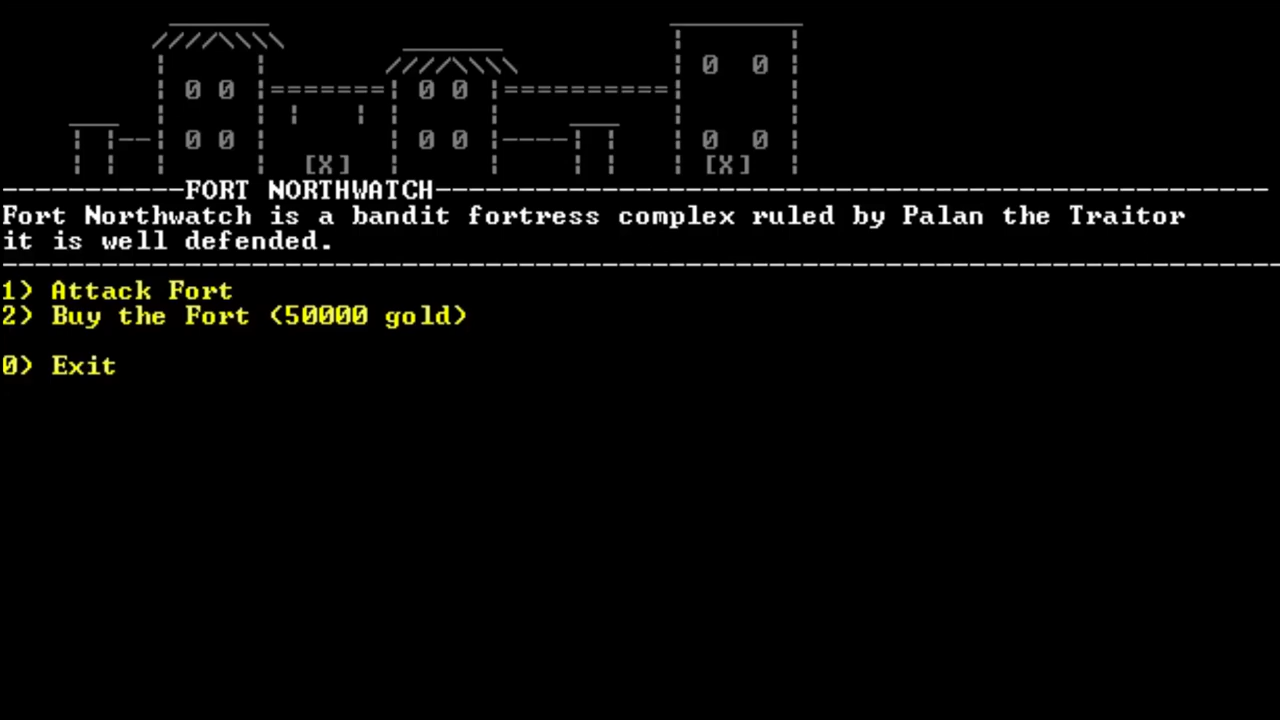 FORT NORTHWATCH
Fort Northwatch is a bandit fortress complex ruled by Palan the Traitor
it is well defended.
1) Attack Fort
2) Buy the Fort (50000 gold)
0) Exit